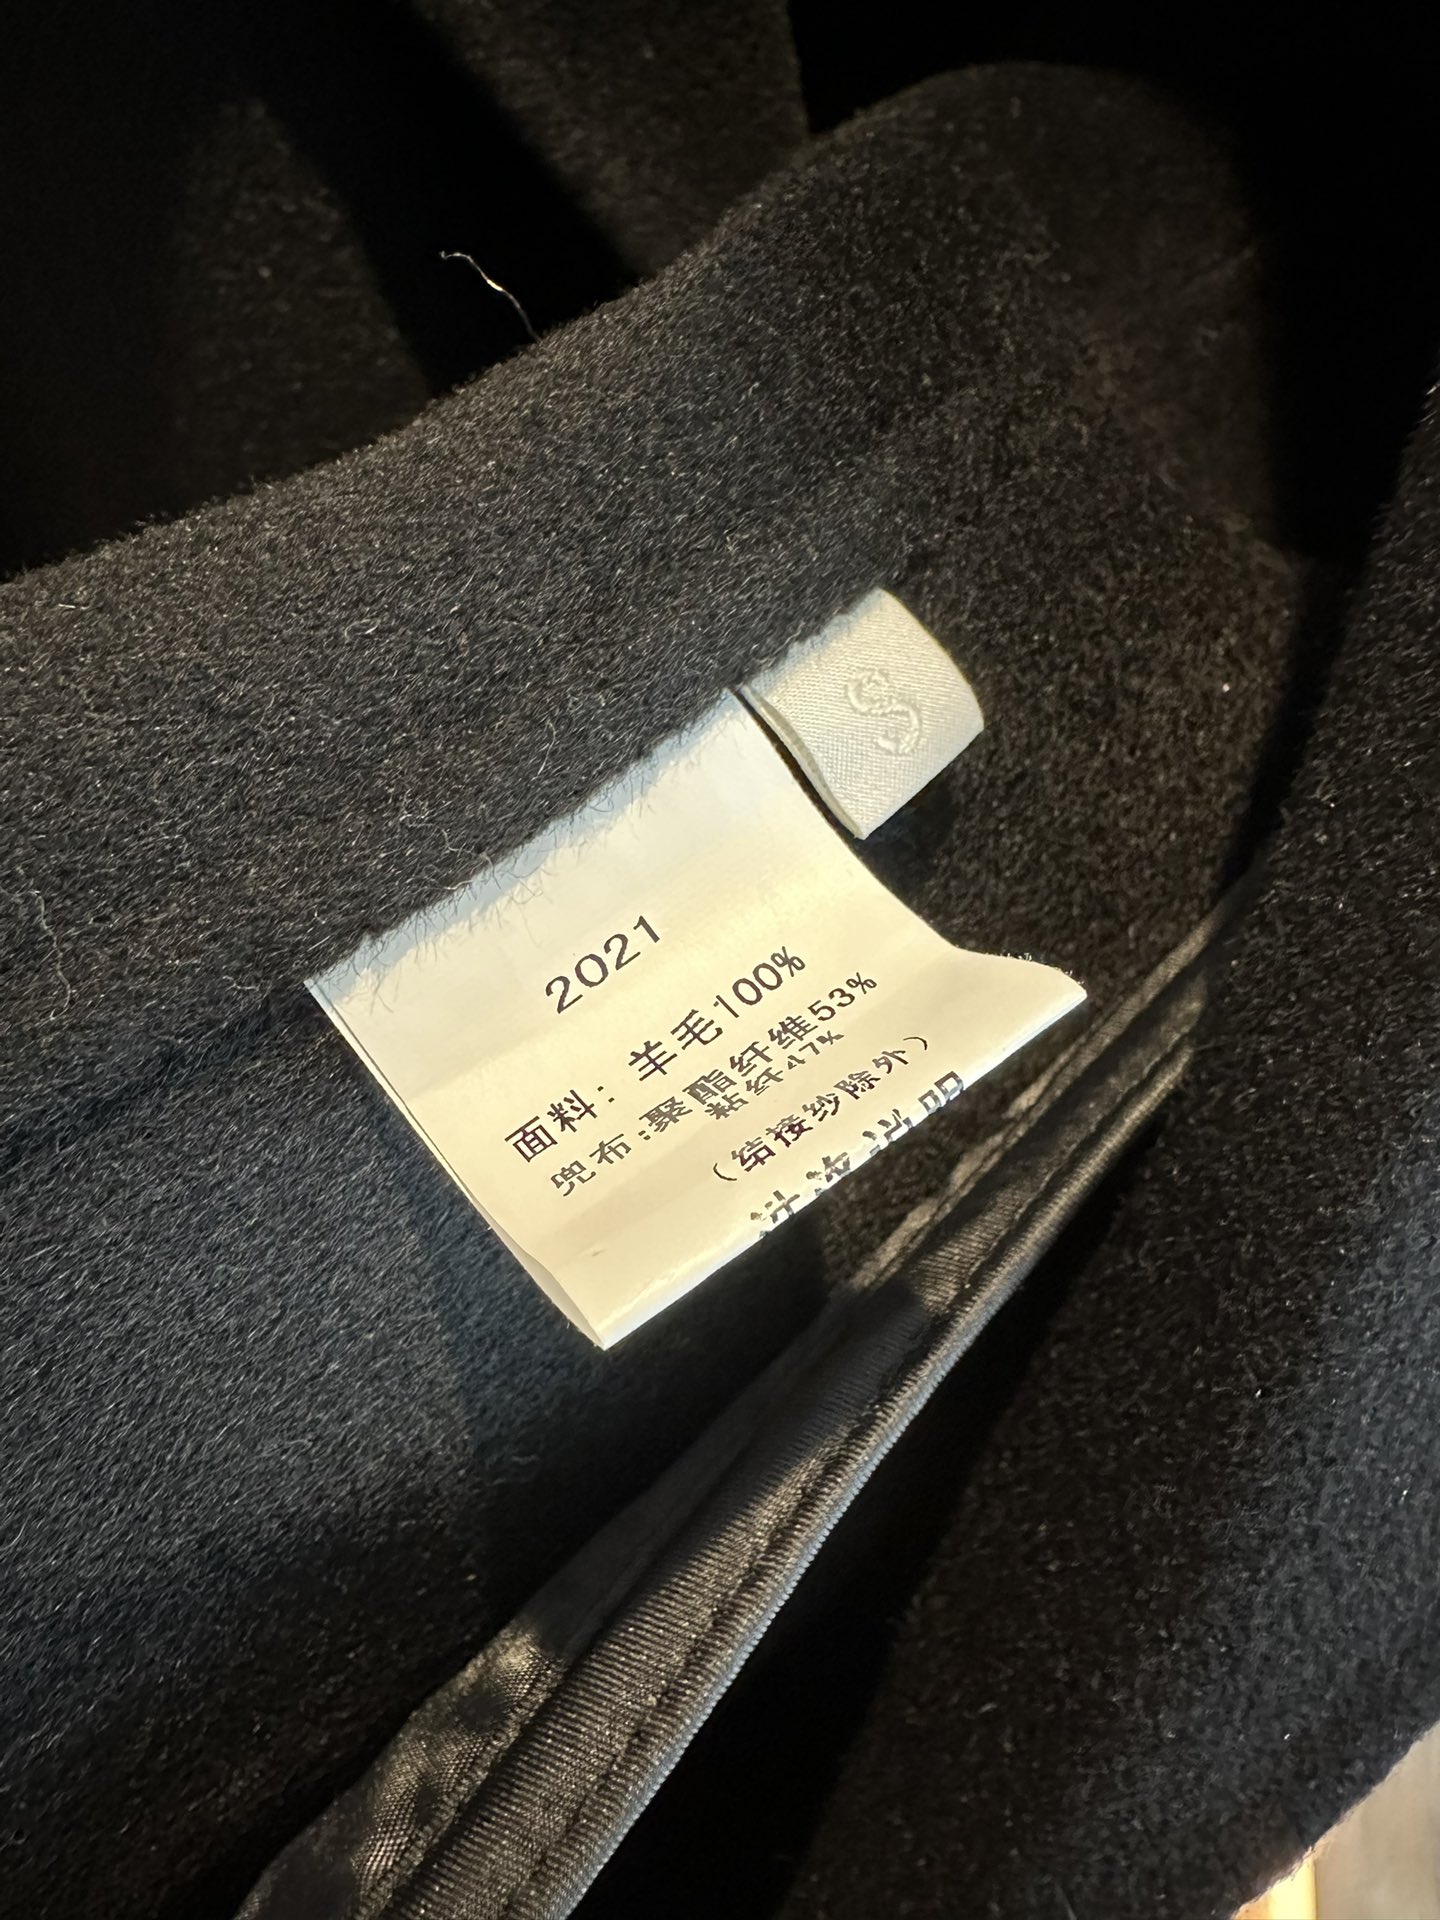 S
2021
面料：羊毛100%
兜布：聚酯纤维53%
粘纤47%
（结接纱除外）